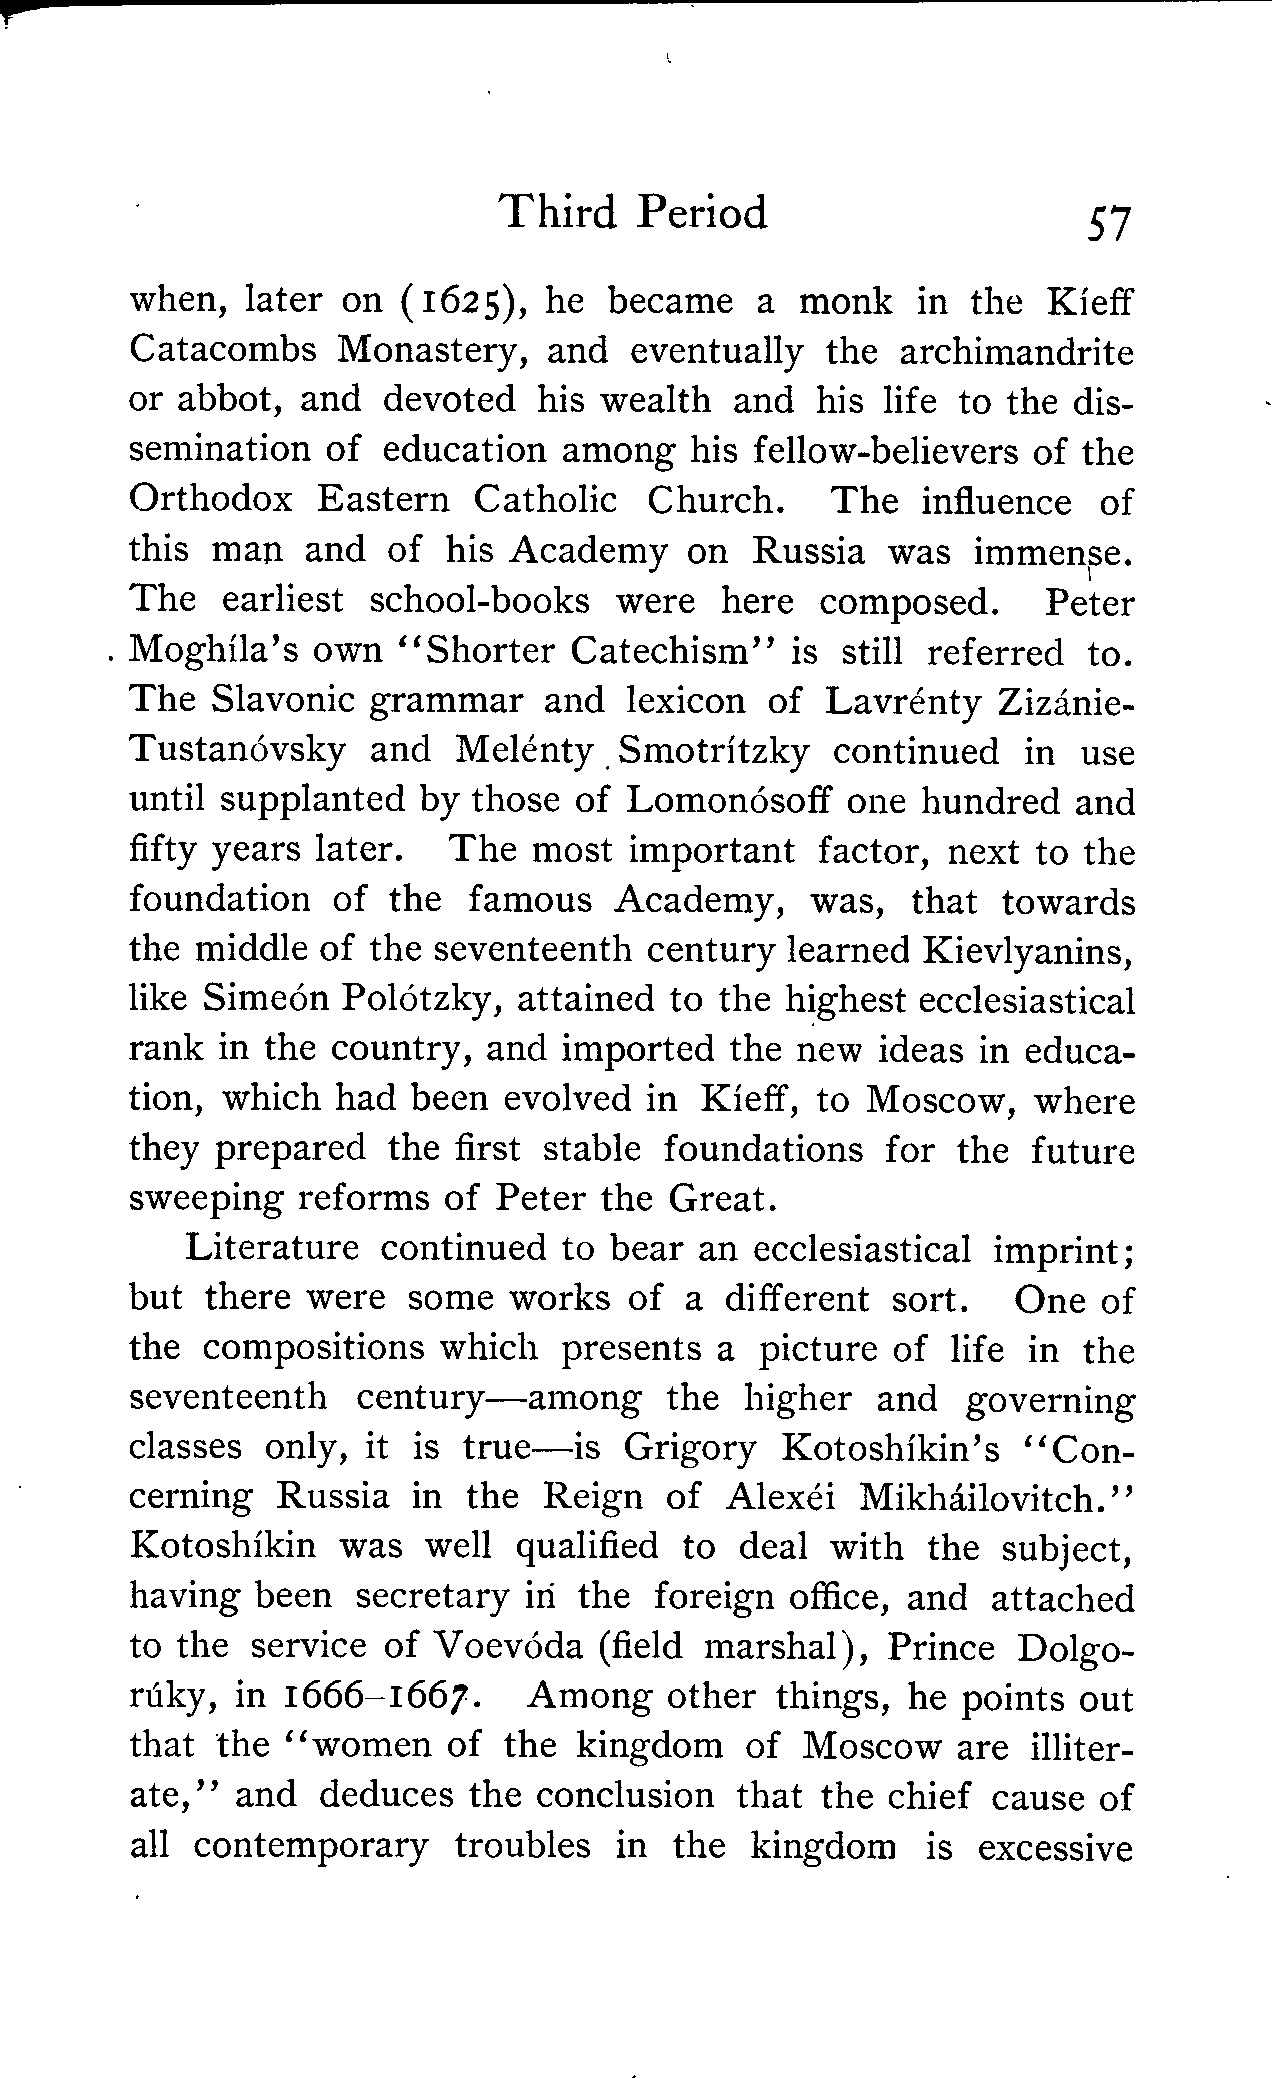 Third Period 57
when, later on (1625), he became a monk in the Kíeff
Catacombs Monastery, and eventually the archimandrite
or abbot, and devoted his wealth and his life to the dis-
semination of education among his fellow-believers of the
Orthodox Eastern Catholic Church. The influence of
this man and of his Academy on Russia was immense.
The earliest school-books were here composed. Peter
Moghíla's own "Shorter Catechism" is still referred to.
The Slavonic grammar and lexicon of Lavrénty Zizánie-
Tustanóvsky and Melénty Smotrítzky continued in use
until supplanted by those of Lomonósoff one hundred and
fifty years later. The most important factor, next to the
foundation of the famous Academy, was, that towards
the middle of the seventeenth century learned Kievlyanins,
like Simeón Polótzky, attained to the highest ecclesiastical
rank in the country, and imported the new ideas in educa-
tion, which had been evolved in Kíeff, to Moscow, where
they prepared the first stable foundations for the future
sweeping reforms of Peter the Great.
Literature continued to bear an ecclesiastical imprint;
but there were some works of a different sort. One of
the compositions which presents a picture of life in the
seventeenth century—among the higher and governing
classes only, it is true—is Grigory Kotoshíkin's "Con-
cerning Russia in the Reign of Alexéi Mikháilovitch."
Kotoshíkin was well qualified to deal with the subject,
having been secretary in the foreign office, and attached
to the service of Voevóda (field marshal), Prince Dolgo-
rúky, in 1666–1667. Among other things, he points out
that the "women of the kingdom of Moscow are illiter-
ate," and deduces the conclusion that the chief cause of
all contemporary troubles in the kingdom is excessive